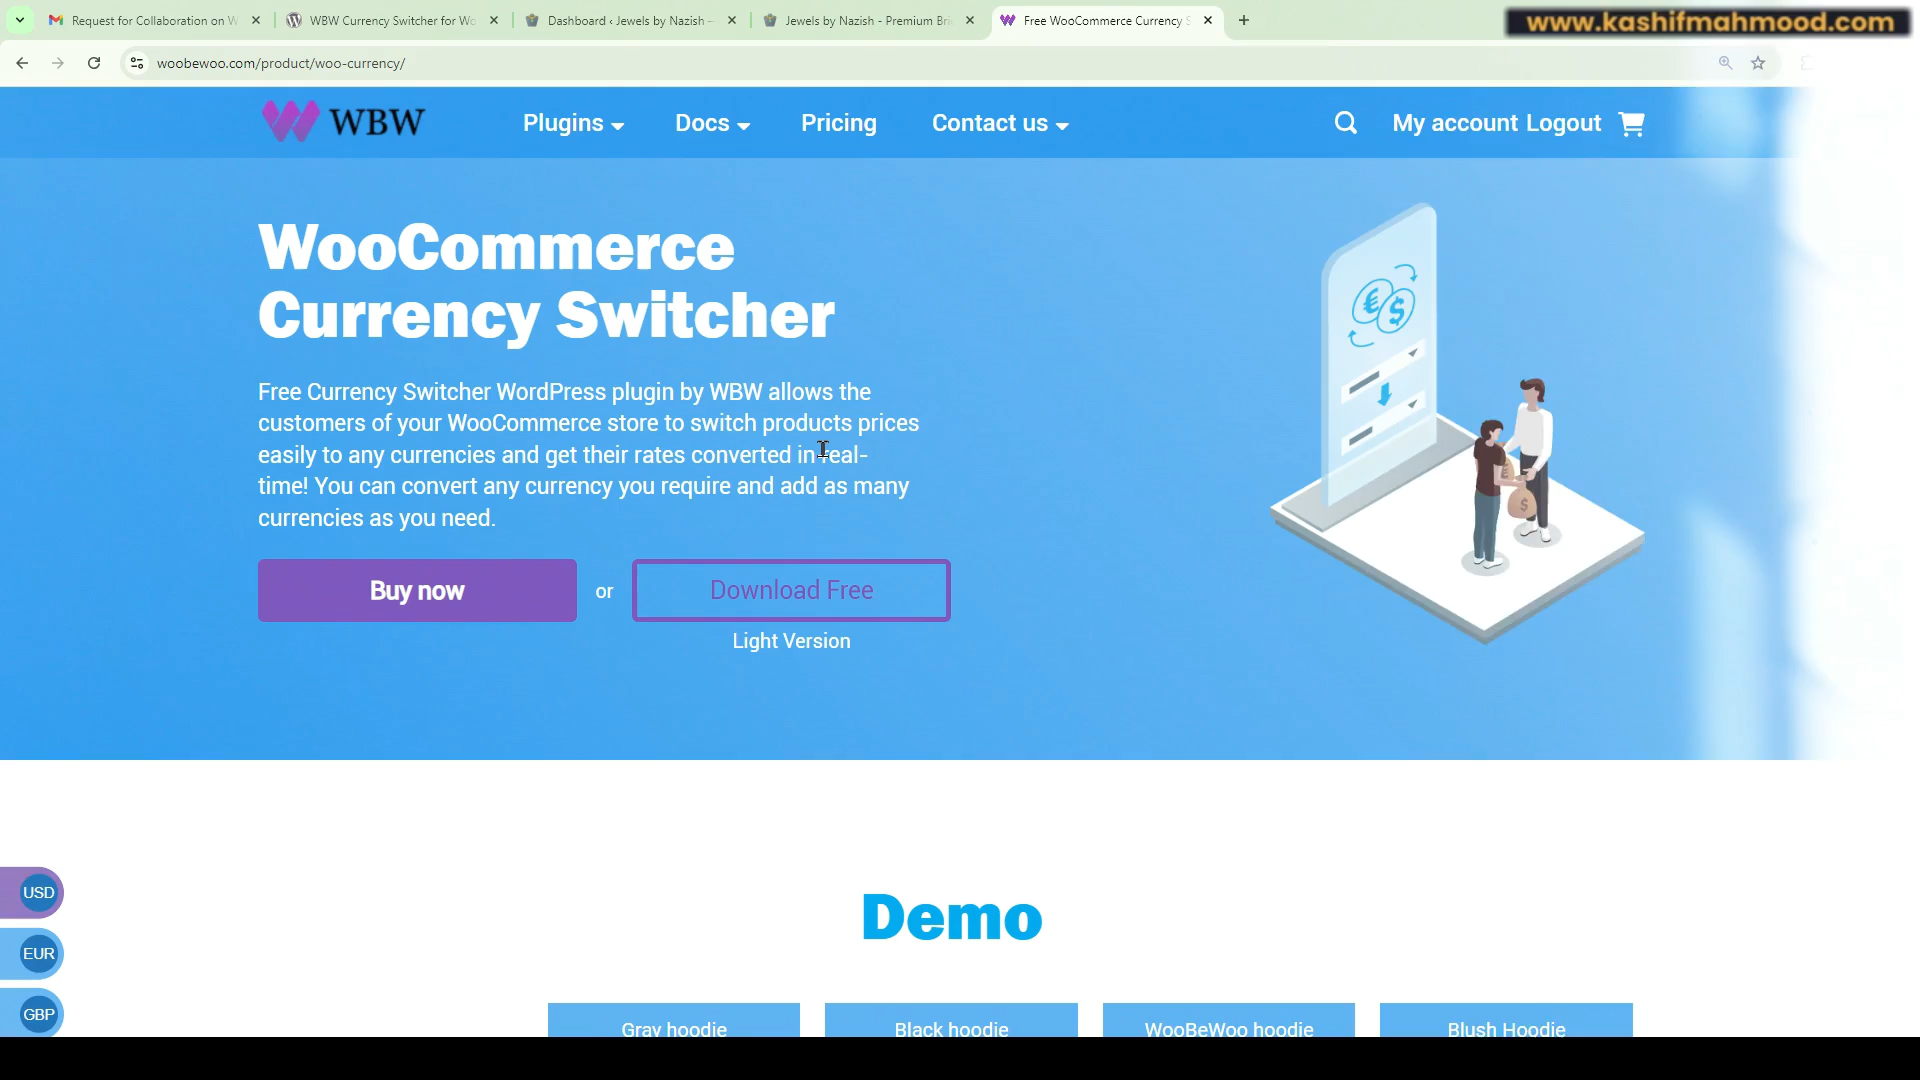 Request for Collaboration on W
WBW Currency Switcher for Wo
Dashboard ‹ Jewels by Nazish –
Jewels by Nazish - Premium Bri
Free WooCommerce Currency S
www.kashifmahmood.com
woobewoo.com/product/woo-currency/
WBW
Plugins
Docs
Pricing
Contact us
My account
Logout
WooCommerce
Currency Switcher
Free Currency Switcher WordPress plugin by WBW allows the
customers of your WooCommerce store to switch products prices
easily to any currencies and get their rates converted in real-
time! You can convert any currency you require and add as many
currencies as you need.
Buy now
or
Download Free
Light Version
USD
EUR
GBP
Demo
Gray hoodie
Black hoodie
WooBeWoo hoodie
Blush Hoodie